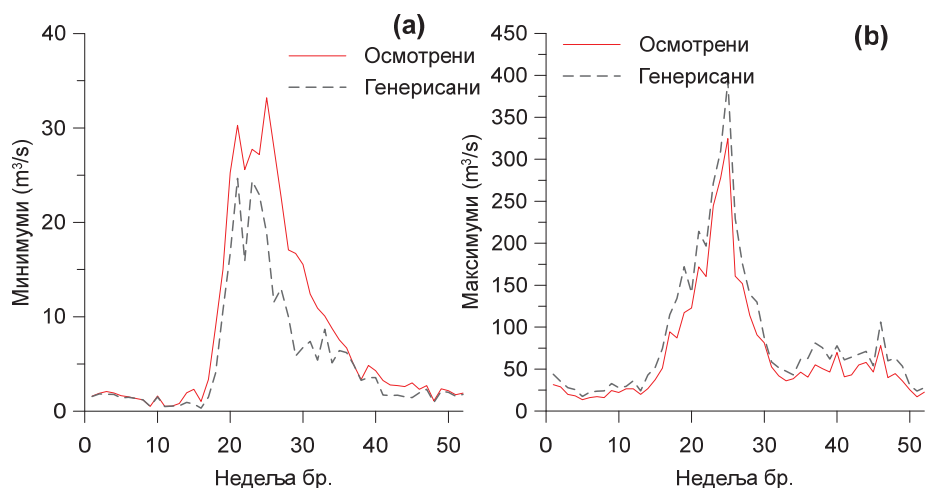 (a)
Осмотрени
Генерисани
Минимуми (m³/s)
40
30
20
10
0
0 10 20 30 40 50
Недеља бр.
(b)
Осмотрени
Генерисани
Максимуми (m³/s)
450
400
350
300
250
200
150
100
50
0
0 10 20 30 40 50
Недеља бр.